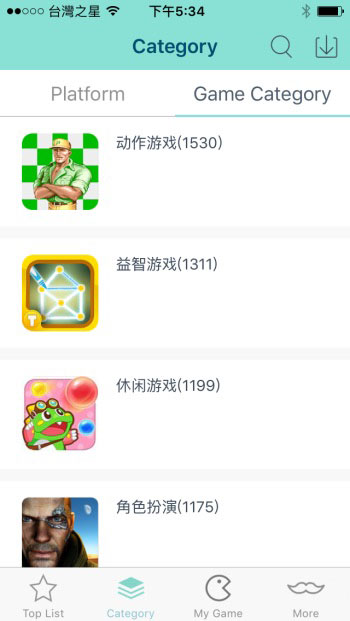 台灣之星 下午5:34
Category
Platform Game Category
动作游戏(1530)
益智游戏(1311)
T
休闲游戏(1199)
角色扮演(1175)
Top List Category My Game More